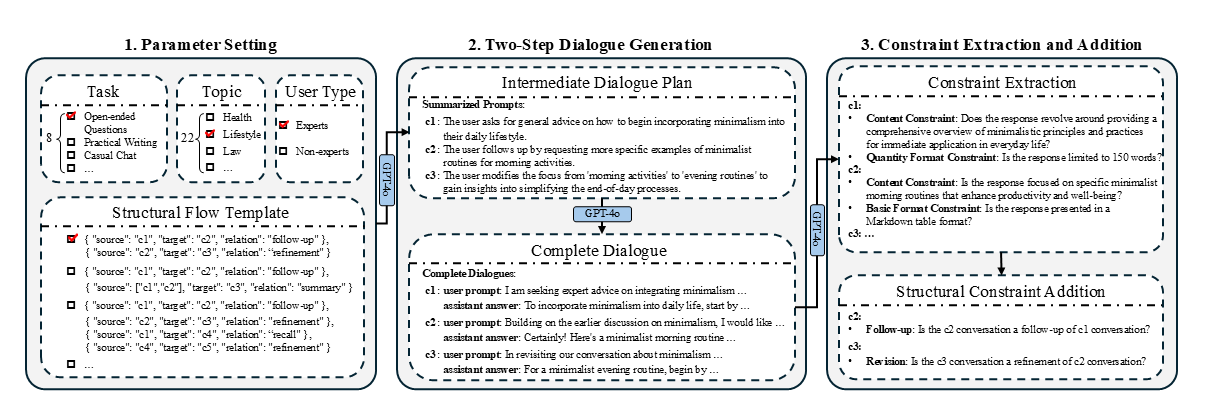 1. Parameter Setting
Task
8
Open-ended
Questions
Practical Writing
Casual Chat
...
Topic
22
Health
Lifestyle
Law
...
User Type
Experts
Non-experts
Structural Flow Template
{ "source": "c1", "target": "c2", "relation": "follow-up" },
{ "source": "c2", "target": "c3", "relation": "refinement" }
{ "source": "c1", "target": "c2", "relation": "follow-up" },
{ "source": ["c1","c2"], "target": "c3", "relation": "summary" }
{ "source": "c1", "target": "c2", "relation": "follow-up" },
{ "source": "c2", "target": "c3", "relation": "refinement" },
{ "source": "c1", "target": "c4", "relation": "recall" },
{ "source": "c4", "target": "c5", "relation": "refinement" }
...
GPT-4o
2. Two-Step Dialogue Generation
Intermediate Dialogue Plan
Summarized Prompts:
c1: The user asks for general advice on how to begin incorporating minimalism into
their daily lifestyle.
c2: The user follows up by requesting more specific examples of minimalist
routines for morning activities.
c3: The user modifies the focus from 'morning activities' to 'evening routines' to
gain insights into simplifying the end-of-day processes.
GPT-4o
Complete Dialogue
Complete Dialogues:
c1: user prompt: I am seeking expert advice on integrating minimalism ...
assistant answer: To incorporate minimalism into daily life, start by ...
c2: user prompt: Building on the earlier discussion on minimalism, I would like ...
assistant answer: Certainly! Here's a minimalist morning routine ...
c3: user prompt: In revisiting our conversation about minimalism ...
assistant answer: For a minimalist evening routine, begin by ...
GPT-4o
3. Constraint Extraction and Addition
Constraint Extraction
c1:
• Content Constraint: Does the response revolve around providing a
comprehensive overview of minimalistic principles and practices
for immediate application in everyday life?
• Quantity Format Constraint: Is the response limited to 150 words?
c2:
• Content Constraint: Is the response focused on specific minimalist
morning routines that enhance productivity and well-being?
• Basic Format Constraint: Is the response presented in a
Markdown table format?
c3: ...
Structural Constraint Addition
c2:
• Follow-up: Is the c2 conversation a follow-up of c1 conversation?
c3:
• Revision: Is the c3 conversation a refinement of c2 conversation?